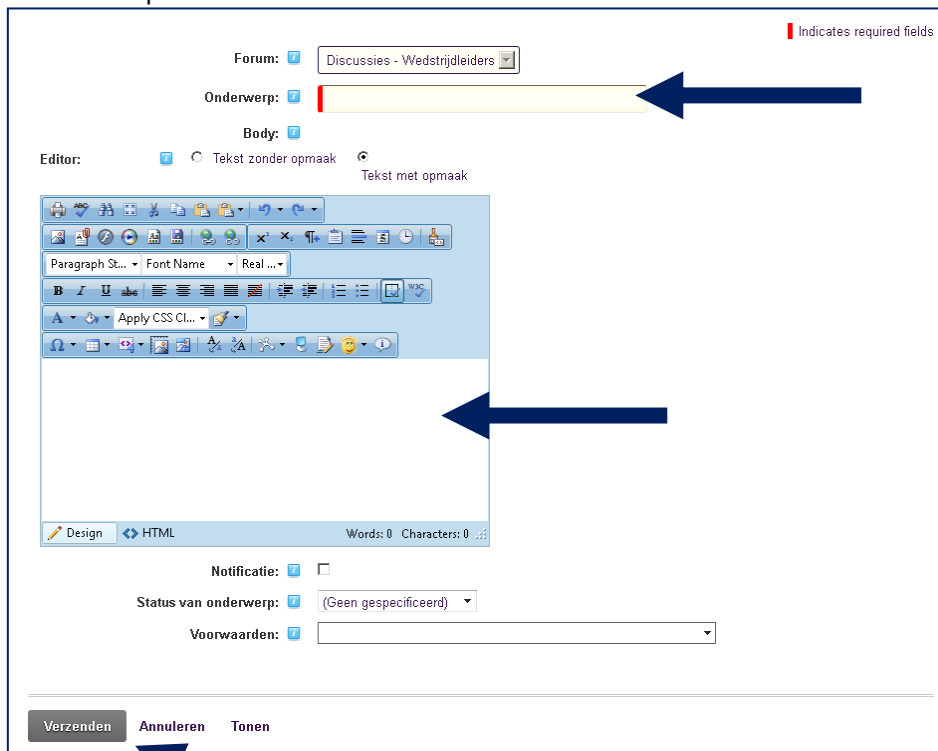 Indicates required fields
Forum: Discussies - Wedstrijdleiders
Onderwerp:
Body:
Editor: Tekst zonder opmaak Tekst met opmaak
Paragraph St... Font Name Real ...
B I U abc W3C
A Apply CSS Cl...
Design HTML Words: 0 Characters: 0
Notificatie:
Status van onderwerp: (Geen gespecificeerd)
Voorwaarden:
Verzenden Annuleren Tonen